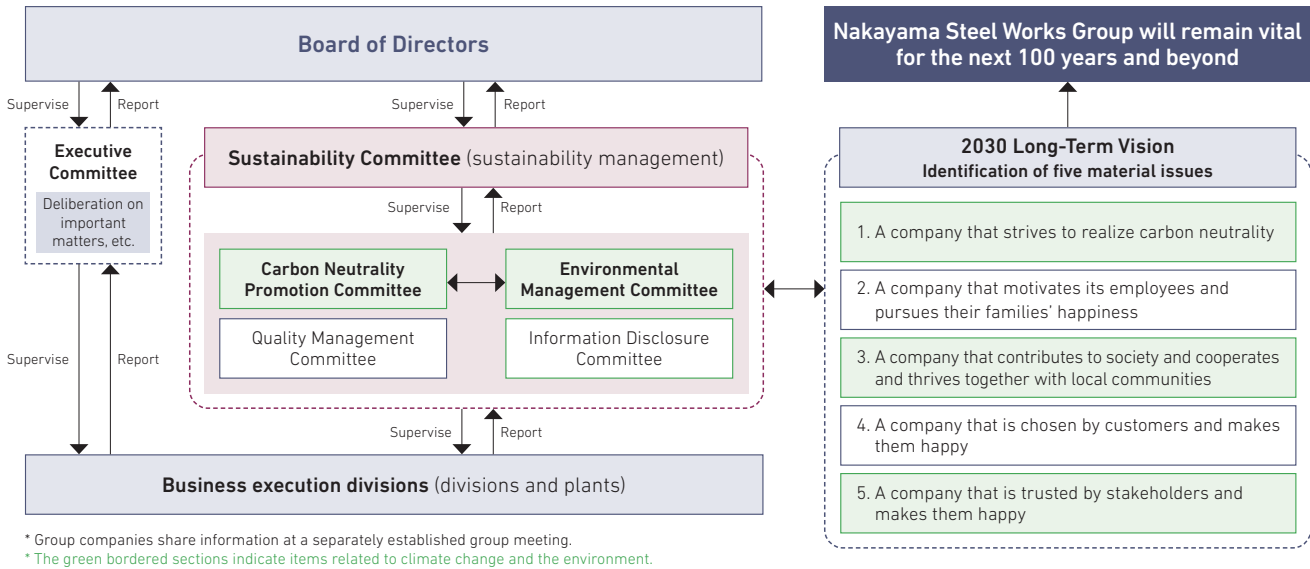 Board of Directors
Supervise
Report
Supervise
Report
Executive
Committee
Deliberation on
important
matters, etc.
Sustainability Committee (sustainability management)
Supervise
Report
Carbon Neutrality
Promotion Committee
Environmental
Management Committee
Quality Management
Committee
Information Disclosure
Committee
Supervise
Report
Supervise
Report
Business execution divisions (divisions and plants)
* Group companies share information at a separately established group meeting.
* The green bordered sections indicate items related to climate change and the environment.
Nakayama Steel Works Group will remain vital
for the next 100 years and beyond
2030 Long-Term Vision
Identification of five material issues
1. A company that strives to realize carbon neutrality
2. A company that motivates its employees and
pursues their families’ happiness
3. A company that contributes to society and cooperates
and thrives together with local communities
4. A company that is chosen by customers and makes
them happy
5. A company that is trusted by stakeholders and
makes them happy